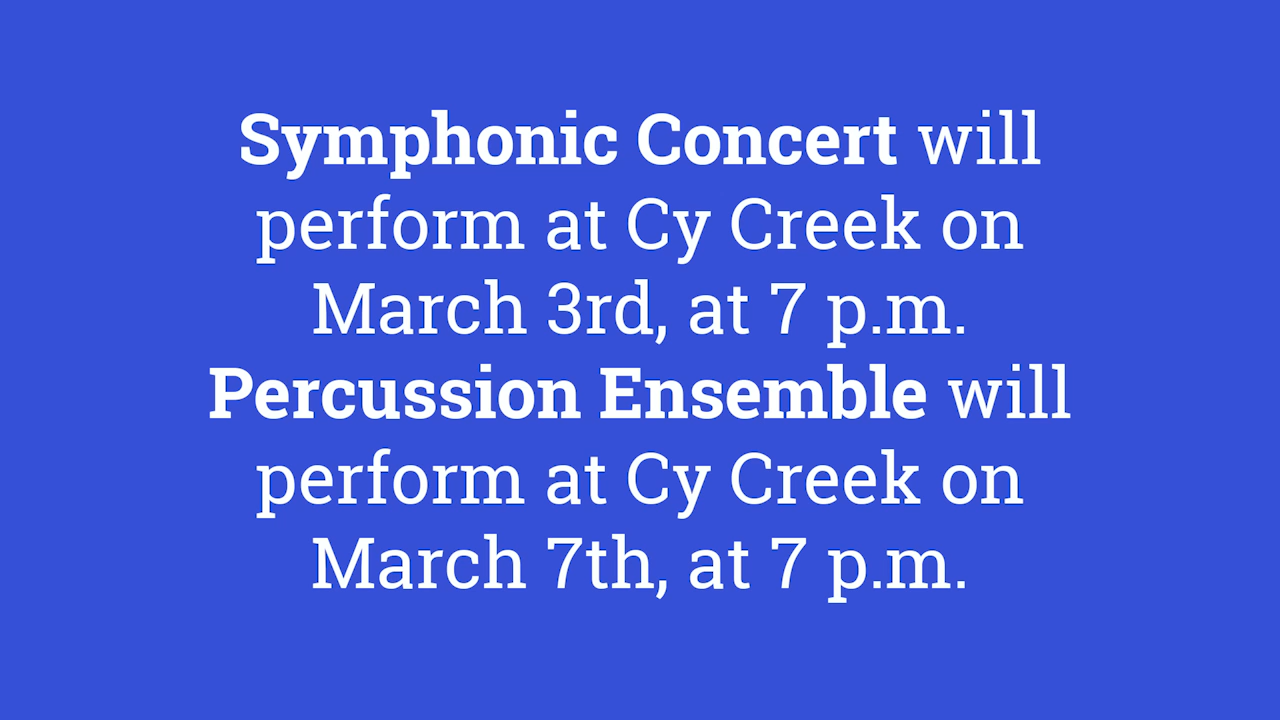 Symphonic Concert will
perform at Cy Creek on
March 3rd, at 7 p.m.
Percussion Ensemble will
perform at Cy Creek on
March 7th, at 7 p.m.